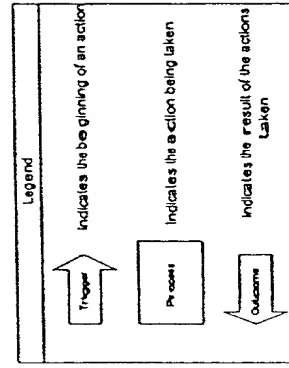 Legend
Trigger
Indicates the beginning of an action
Process
Indicates the action being taken
Outcome
Indicates the result of the actions
taken